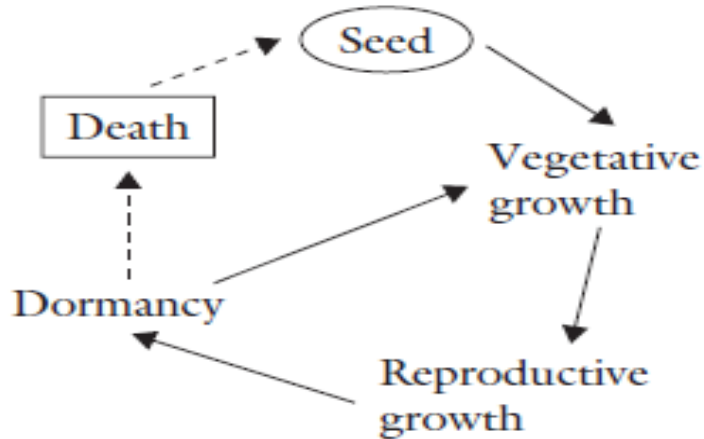 Seed
Death
Vegetative
growth
Dormancy
Reproductive
growth